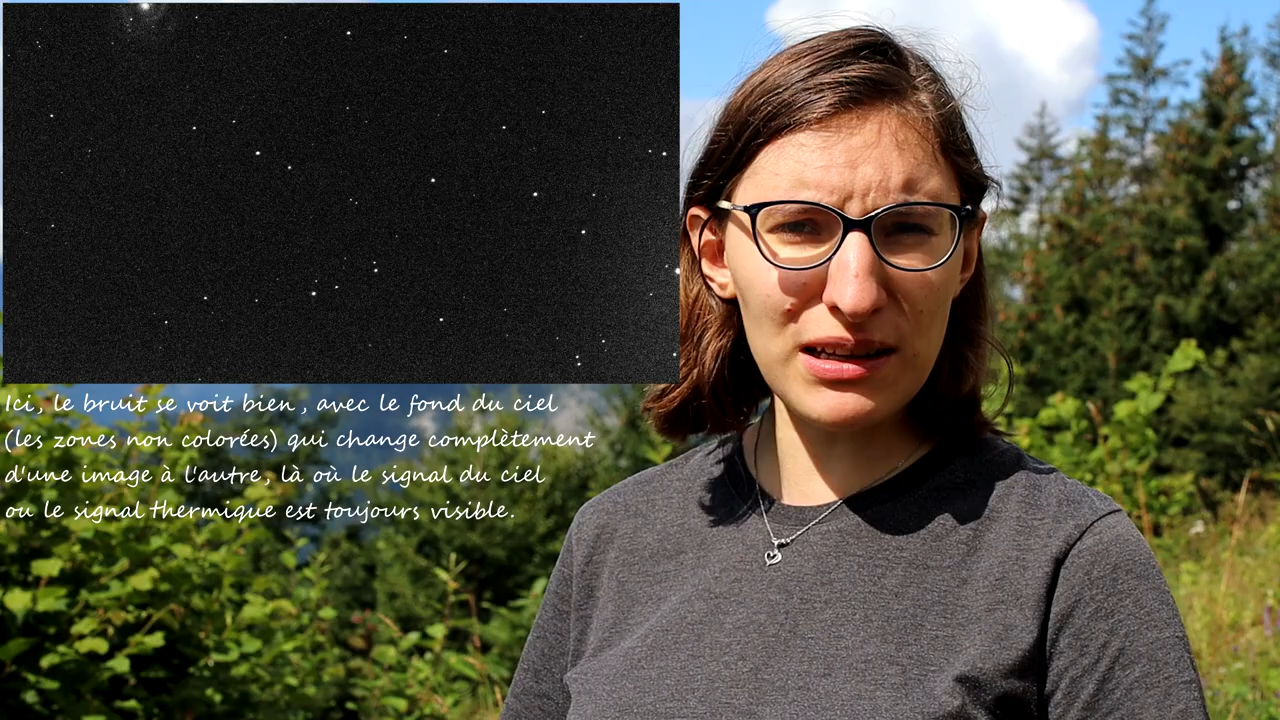 Ici, le bruit se voit bien, avec le fond du ciel
(les zones non colorées) qui change complètement
d'une image à l'autre, là où le signal du ciel
ou le signal thermique est toujours visible.